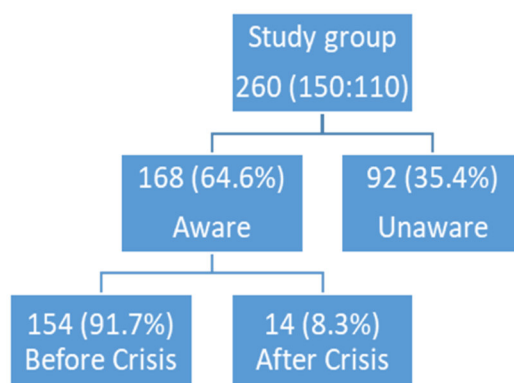 Study group
260 (150:110)
168 (64.6%)
Aware
92 (35.4%)
Unaware
154 (91.7%)
Before Crisis
14 (8.3%)
After Crisis